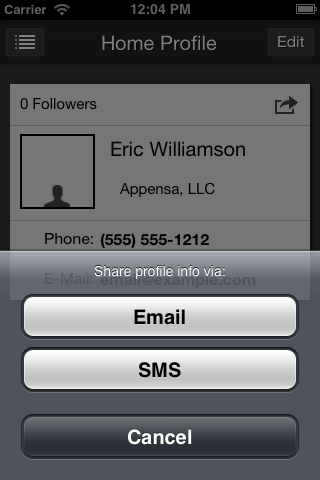 Carrier 12:04 PM
Home Profile Edit
0 Followers
Eric Williamson
Appensa, LLC
Phone: (555) 555-1212
E-Mail: email@example.com
Share profile info via:
Email
SMS
Cancel